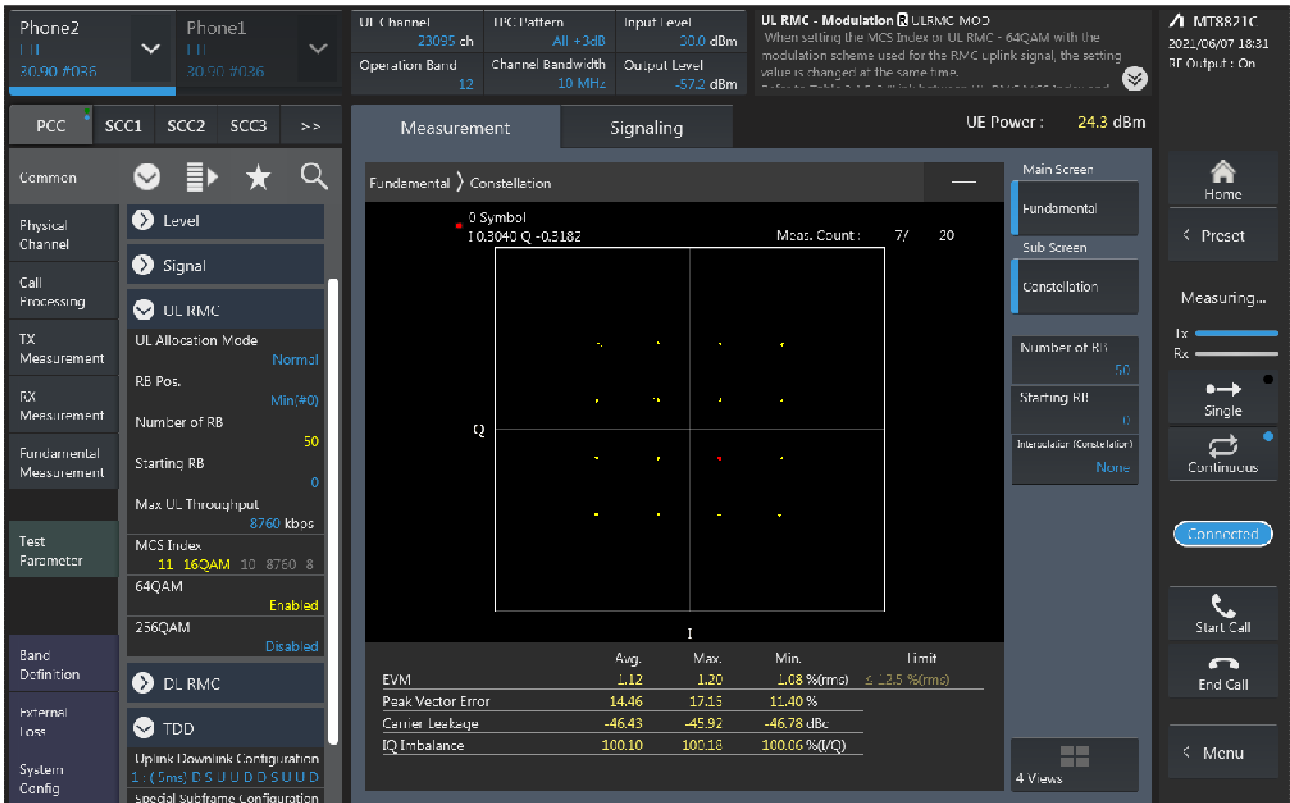 Phone2
LTE
30.90 #036
Phone1
LTE
30.90 #036
UL Channel
23095 ch
TPC Pattern
All +3dB
Input Level
30.0 dBm
Operation Band
12
Channel Bandwidth
10 MHz
Output Level
-57.2 dBm
UL RMC - Modulation R ULRMC_MOD
When setting the MCS Index or UL RMC - 64QAM with the
modulation scheme used for the RMC uplink signal, the setting
value is changed at the same time.
MT8821C
2021/06/07 18:31
RF Output : On
PCC SCC1 SCC2 SCC3 >>
Measurement
Signaling
UE Power : 24.3 dBm
Common
Physical
Channel
Call
Processing
TX
Measurement
RX
Measurement
Fundamental
Measurement
Test
Parameter
Band
Definition
External
Loss
System
Config
Level
Signal
UL RMC
UL Allocation Mode
Normal
RB Pos.
Min(#0)
Number of RB
50
Starting RB
0
Max UL Throughput
8760 kbps
MCS Index
11 16QAM 10 8760 8
64QAM
Enabled
256QAM
Disabled
DL RMC
TDD
Uplink Downlink Configuration
1 : ( 5ms) D S U U D D S U U D
Special Subframe Configuration
Fundamental ❭ Constellation
0 Symbol
I 0.3040 Q -0.3182
Meas. Count : 7/ 20
Q
I
Avg. Max. Min. Limit
EVM 1.12 1.20 1.08 %(rms) ≤ 12.5 %(rms)
Peak Vector Error 14.46 17.15 11.40 %
Carrier Leakage -46.43 -45.92 -46.78 dBc
IQ Imbalance 100.10 100.18 100.06 %(I/Q)
Main Screen
Fundamental
Sub Screen
Constellation
Number of RB
50
Starting RB
0
Interpolation (Constellation)
None
4 Views
Home
< Preset
Measuring...
Tx
Rx
Single
Continuous
Connected
Start Call
End Call
< Menu